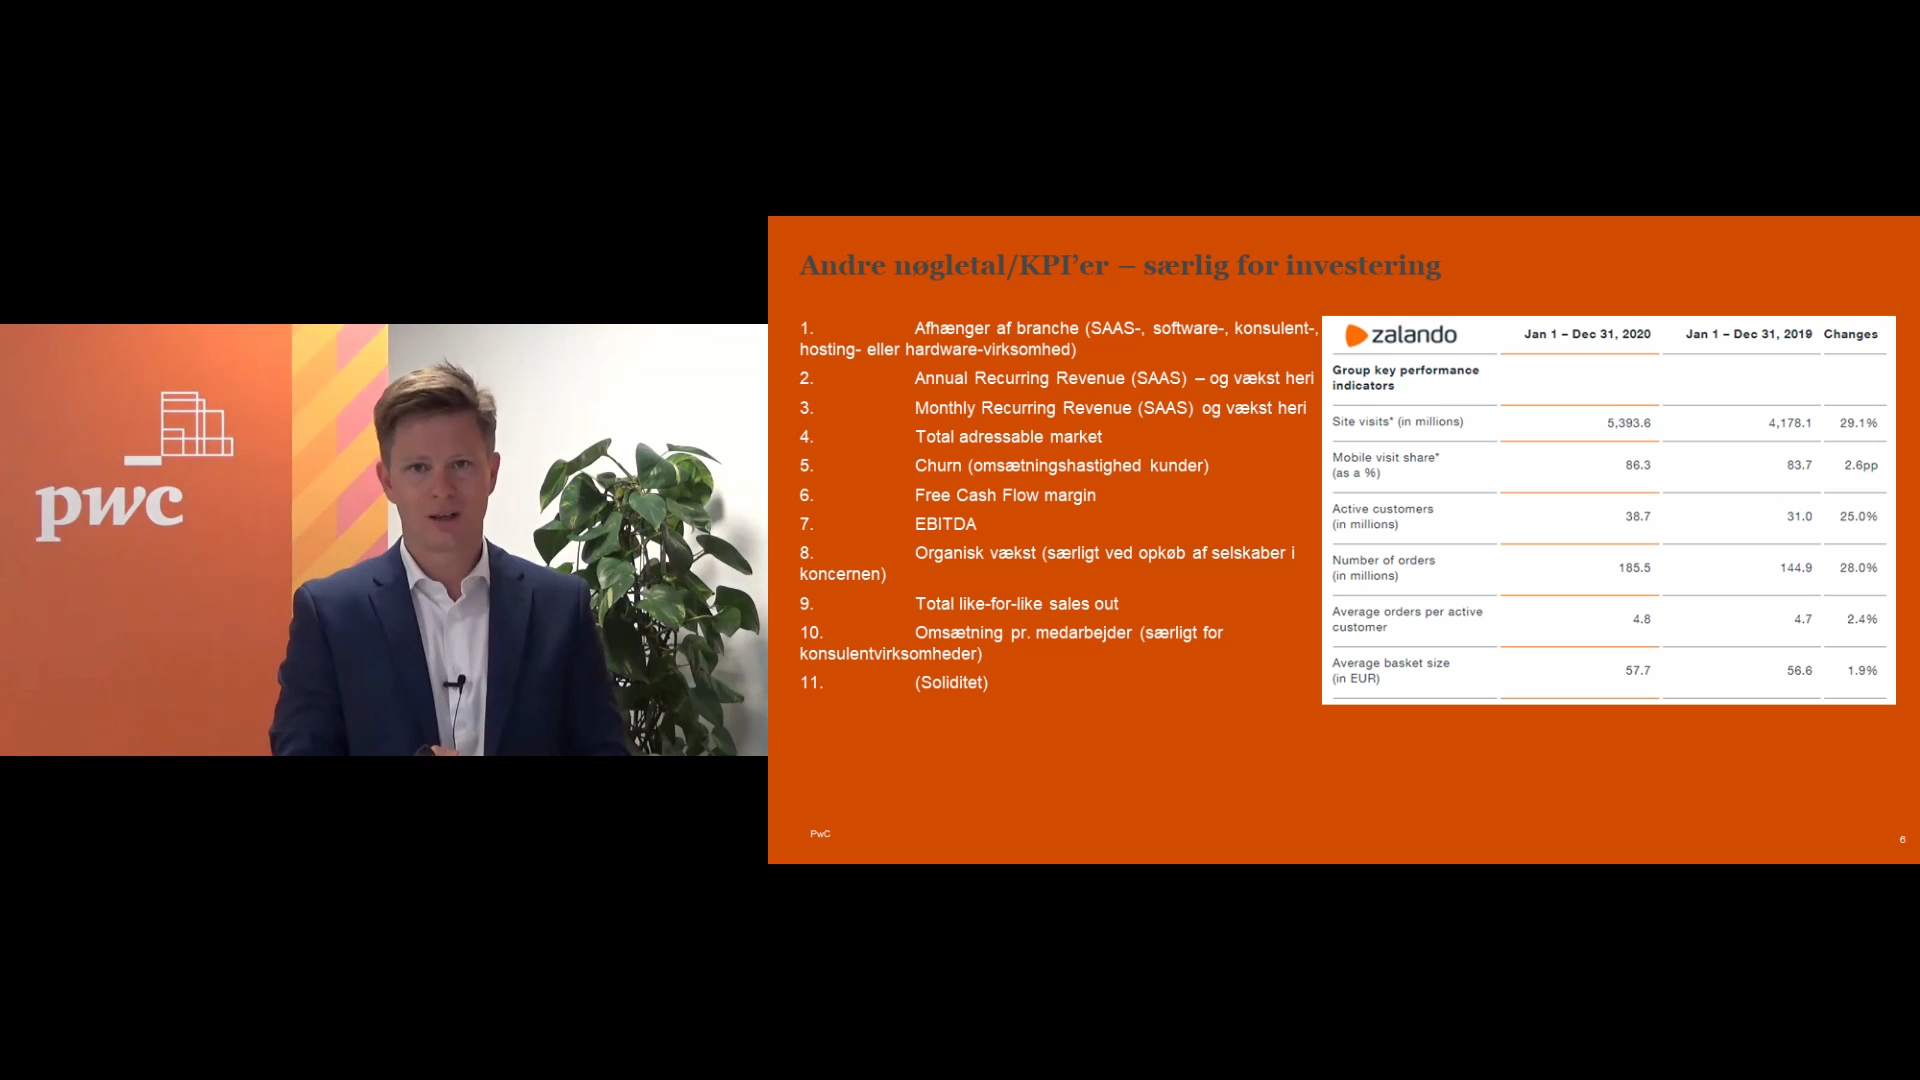 pwc
Andre nøgletal/KPI’er – særlig for investering
1. Afhænger af branche (SAAS-, software-, konsulent-,
hosting- eller hardware-virksomhed)
2. Annual Recurring Revenue (SAAS) – og vækst heri
3. Monthly Recurring Revenue (SAAS) og vækst heri
4. Total adressable market
5. Churn (omsætningshastighed kunder)
6. Free Cash Flow margin
7. EBITDA
8. Organisk vækst (særligt ved opkøb af selskaber i
koncernen)
9. Total like-for-like sales out
10. Omsætning pr. medarbejder (særligt for
konsulentvirksomheder)
11. (Soliditet)
zalando Jan 1 – Dec 31, 2020 Jan 1 – Dec 31, 2019 Changes
Group key performance
indicators
Site visits* (in millions) 5,393.6 4,178.1 29.1%
Mobile visit share*
(as a %) 86.3 83.7 2.6pp
Active customers
(in millions) 38.7 31.0 25.0%
Number of orders
(in millions) 185.5 144.9 28.0%
Average orders per active
customer 4.8 4.7 2.4%
Average basket size
(in EUR) 57.7 56.6 1.9%
PwC
6